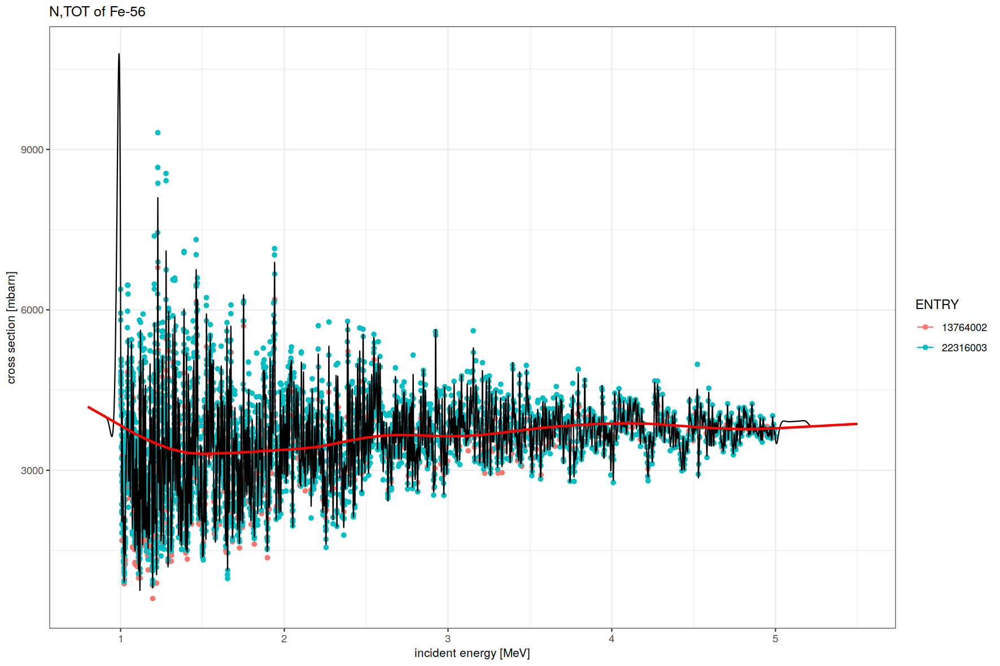 N,TOT of Fe-56
cross section [mbarn]
9000
6000
3000
1
2
3
4
5
incident energy [MeV]
ENTRY
13764002
22316003